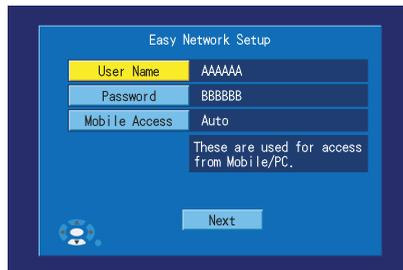 Easy Network Setup
User Name AAAAAA
Password BBBBBB
Mobile Access Auto
These are used for access
from Mobile/PC.
Next